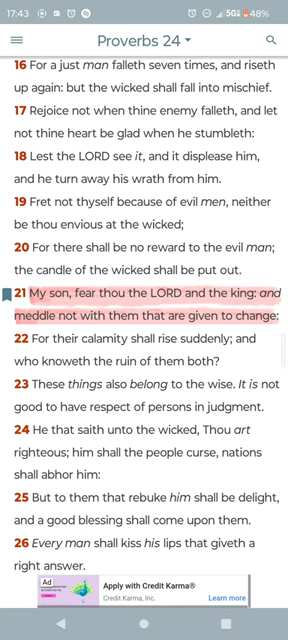 17:43 5G 48%
Proverbs 24
16 For a just man falleth seven times, and riseth
up again: but the wicked shall fall into mischief.
17 Rejoice not when thine enemy falleth, and let
not thine heart be glad when he stumbleth:
18 Lest the LORD see it, and it displease him,
and he turn away his wrath from him.
19 Fret not thyself because of evil men, neither
be thou envious at the wicked;
20 For there shall be no reward to the evil man;
the candle of the wicked shall be put out.
21 My son, fear thou the LORD and the king: and
meddle not with them that are given to change:
22 For their calamity shall rise suddenly; and
who knoweth the ruin of them both?
23 These things also belong to the wise. It is not
good to have respect of persons in judgment.
24 He that saith unto the wicked, Thou art
righteous; him shall the people curse, nations
shall abhor him:
25 But to them that rebuke him shall be delight,
and a good blessing shall come upon them.
26 Every man shall kiss his lips that giveth a
right answer.
Ad
Apply with Credit Karma®
Credit Karma, Inc. Learn more